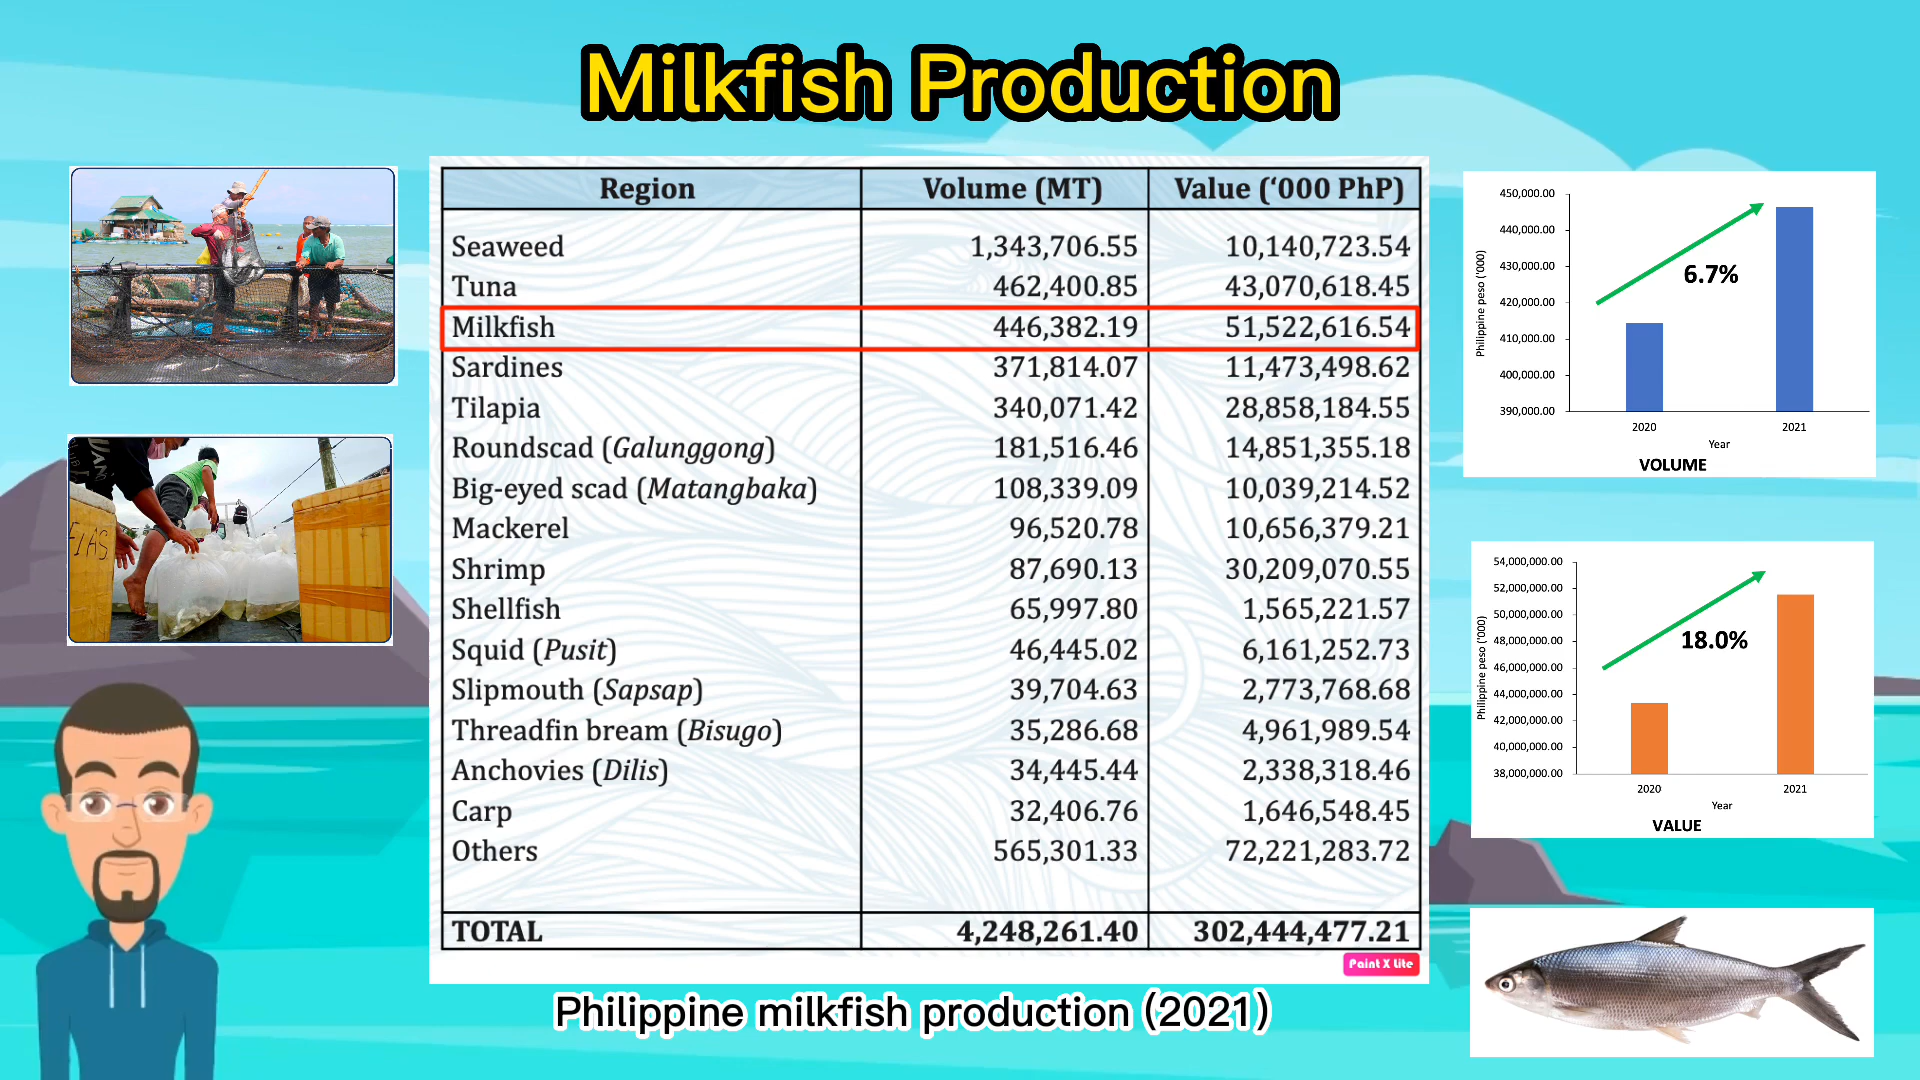 Milkfish Production
Region Volume (MT) Value (‘000 PhP)
Seaweed 1,343,706.55 10,140,723.54
Tuna 462,400.85 43,070,618.45
Milkfish 446,382.19 51,522,616.54
Sardines 371,814.07 11,473,498.62
Tilapia 340,071.42 28,858,184.55
Roundscad (Galunggong) 181,516.46 14,851,355.18
Big-eyed scad (Matangbaka) 108,339.09 10,039,214.52
Mackerel 96,520.78 10,656,379.21
Shrimp 87,690.13 30,209,070.55
Shellfish 65,997.80 1,565,221.57
Squid (Pusit) 46,445.02 6,161,252.73
Slipmouth (Sapsap) 39,704.63 2,773,768.68
Threadfin bream (Bisugo) 35,286.68 4,961,989.54
Anchovies (Dilis) 34,445.44 2,338,318.46
Carp 32,406.76 1,646,548.45
Others 565,301.33 72,221,283.72
TOTAL 4,248,261.40 302,444,477.21
Paint X Lite
Philippine milkfish production (2021)
450,000.00
440,000.00
430,000.00
420,000.00
410,000.00
400,000.00
390,000.00
Philippine peso ('000)
6.7%
2020 2021
Year
VOLUME
54,000,000.00
52,000,000.00
50,000,000.00
48,000,000.00
46,000,000.00
44,000,000.00
42,000,000.00
40,000,000.00
38,000,000.00
Philippine peso ('000)
18.0%
2020 2021
Year
VALUE